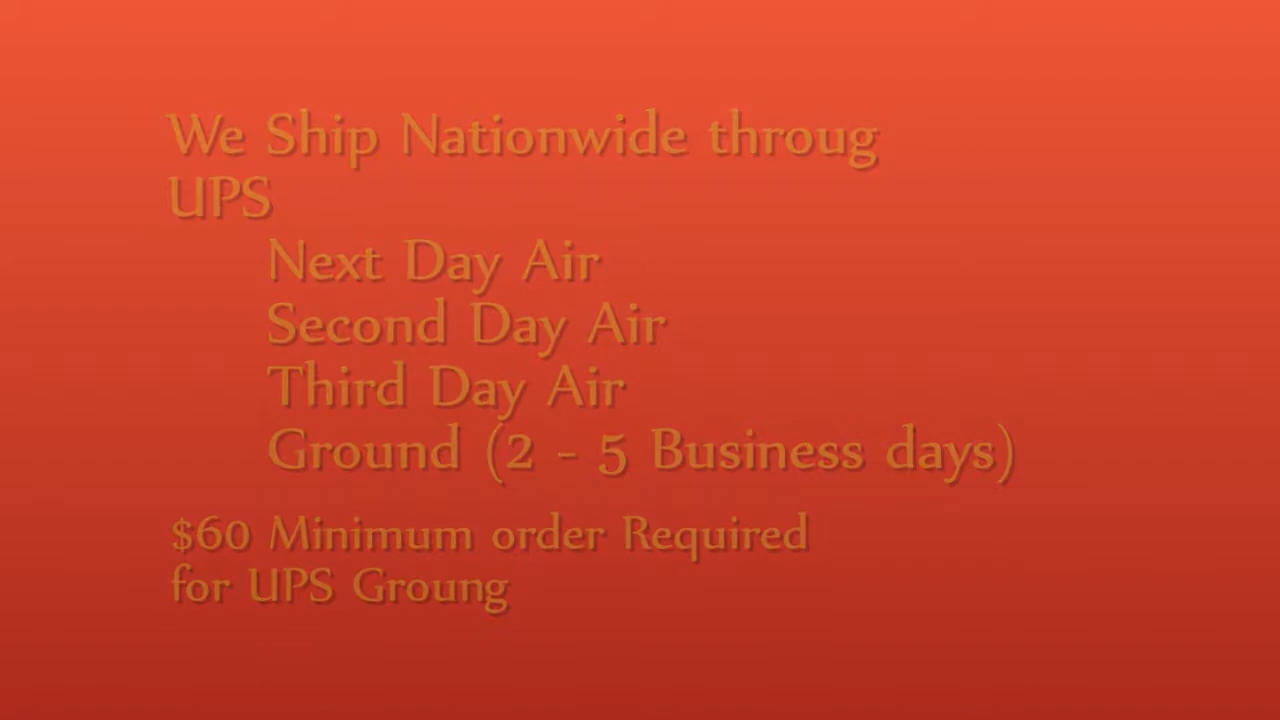 We Ship Nationwide throug
UPS
Next Day Air
Second Day Air
Third Day Air
Ground (2 - 5 Business days)
$60 Minimum order Required
for UPS Groung